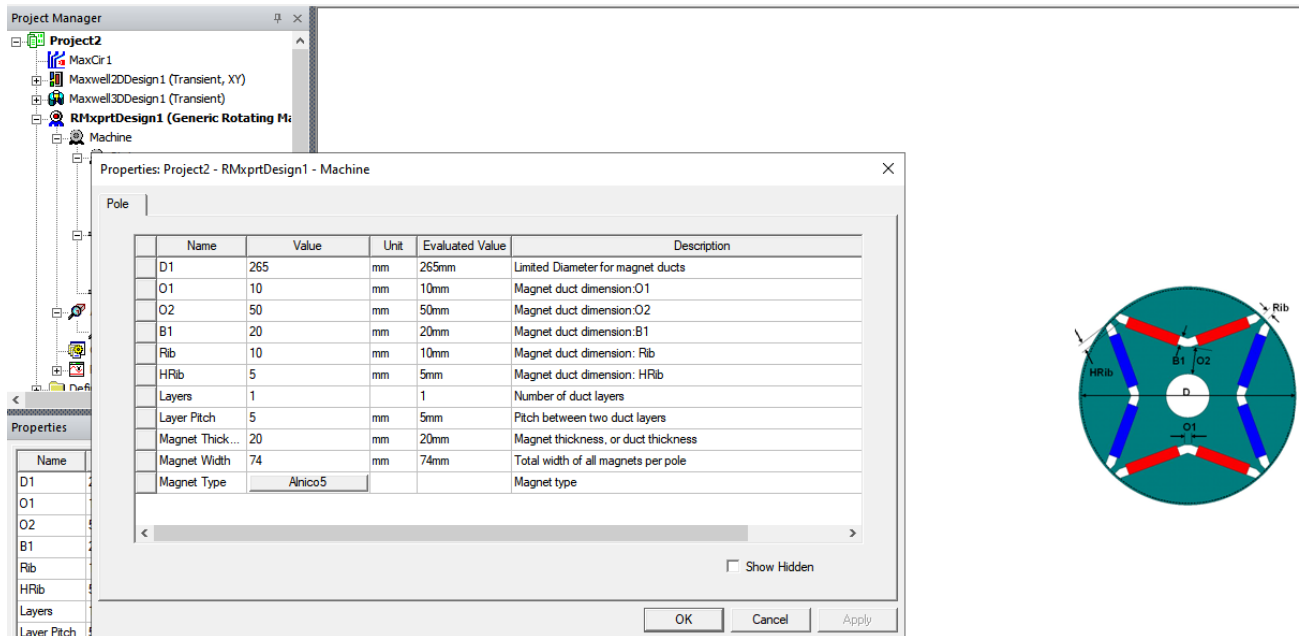 Project Manager
Project2
MaxCir1
Maxwell2DDesign1 (Transient, XY)
Maxwell3DDesign1 (Transient)
RMxprtDesign1 (Generic Rotating Ma
Machine
Properties: Project2 - RMxprtDesign1 - Machine
Pole
Name Value Unit Evaluated Value Description
D1 265 mm 265mm Limited Diameter for magnet ducts
O1 10 mm 10mm Magnet duct dimension:O1
O2 50 mm 50mm Magnet duct dimension:O2
B1 20 mm 20mm Magnet duct dimension:B1
Rib 10 mm 10mm Magnet duct dimension: Rib
HRib 5 mm 5mm Magnet duct dimension: HRib
Layers 1 1 Number of duct layers
Layer Pitch 5 mm 5mm Pitch between two duct layers
Magnet Thick... 20 mm 20mm Magnet thickness, or duct thickness
Magnet Width 74 mm 74mm Total width of all magnets per pole
Magnet Type Alnico5 Magnet type
Show Hidden
OK Cancel Apply
Defi
Properties
Name
D1
O1
O2
B1
Rib
HRib
Layers
Layer Pitch
Rib
B1 O2
HRib
D
O1